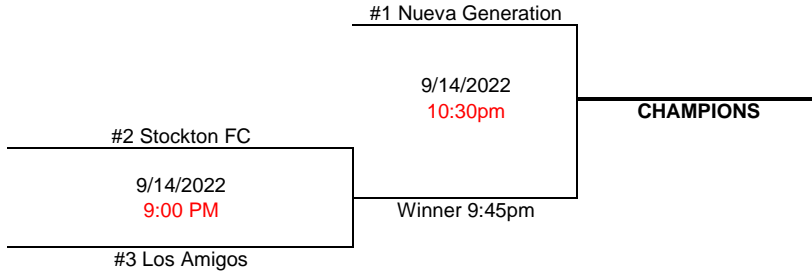 #1 Nueva Generation
9/14/2022
10:30pm
CHAMPIONS
#2 Stockton FC
9/14/2022
9:00 PM
Winner 9:45pm
#3 Los Amigos